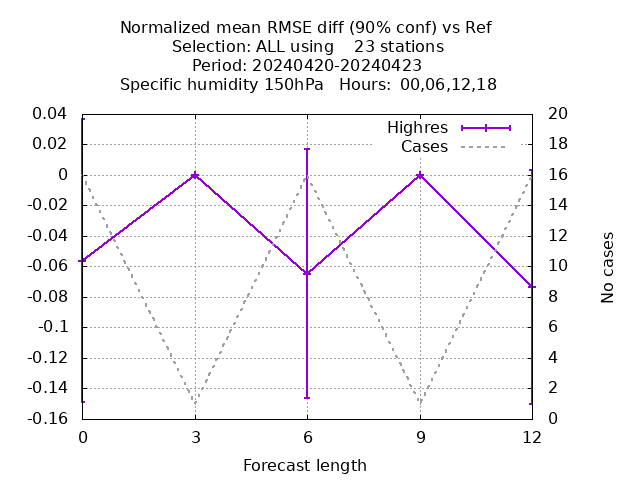 Normalized mean RMSE diff (90% conf) vs Ref
Selection: ALL using    23 stations
Period: 20240420-20240423
Specific humidity 150hPa   Hours:  00,06,12,18
Highres
Cases
0.04
0.02
0
-0.02
-0.04
-0.06
-0.08
-0.1
-0.12
-0.14
-0.16
20
18
16
14
12
10
8
6
4
2
0
No cases
0 3 6 9 12
Forecast length